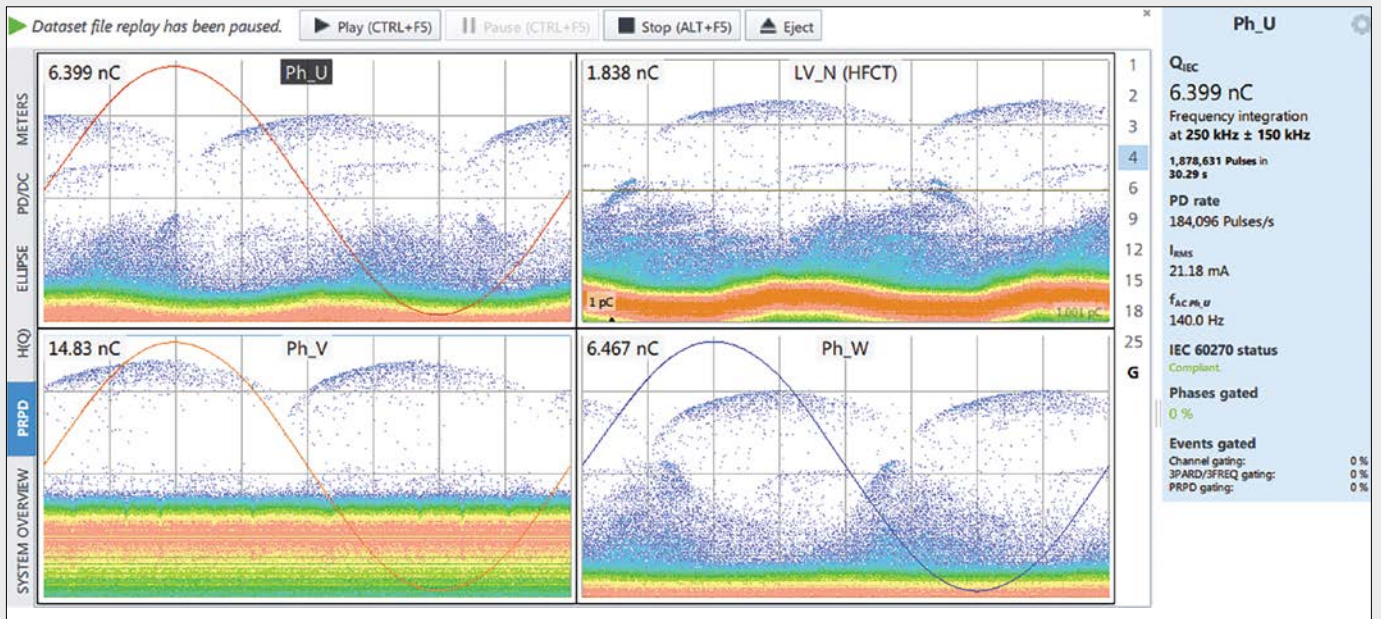 Dataset file replay has been paused.
Play (CTRL+F5)
Pause (CTRL+F5)
Stop (ALT+F5)
Eject
METERS
PD/DC
ELLIPSE
H(Q)
PRPD
SYSTEM OVERVIEW
6.399 nC
Ph_U
1.838 nC
LV_N (HFCT)
1 pC
1.001 pC
14.83 nC
Ph_V
6.467 nC
Ph_W
1
2
3
4
6
9
12
15
18
25
G
Ph_U
QIEC
6.399 nC
Frequency integration
at 250 kHz ± 150 kHz
1,878,631 Pulses in
30.29 s
PD rate
184,096 Pulses/s
IRMS
21.18 mA
fAC Ph_U
140.0 Hz
IEC 60270 status
Compliant.
Phases gated
0 %
Events gated
Channel gating: 0 %
3PARD/3FREQ gating: 0 %
PRPD gating: 0 %